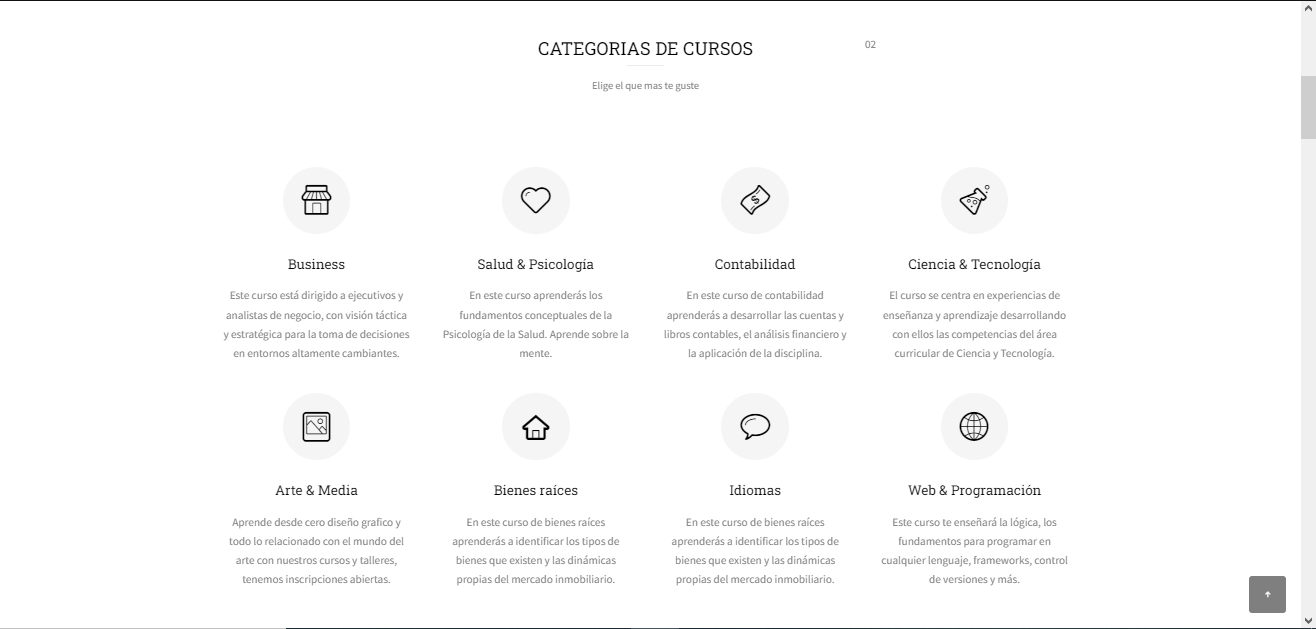 CATEGORIAS DE CURSOS
02
Elige el que mas te guste
Business
Este curso está dirigido a ejecutivos y
analistas de negocio, con visión táctica
y estratégica para la toma de decisiones
en entornos altamente cambiantes.
Salud & Psicología
En este curso aprenderás los
fundamentos conceptuales de la
Psicología de la Salud. Aprende sobre la
mente.
Contabilidad
En este curso de contabilidad
aprenderás a desarrollar las cuentas y
libros contables, el análisis financiero y
la aplicación de la disciplina.
Ciencia & Tecnología
El curso se centra en experiencias de
enseñanza y aprendizaje desarrollando
con ellos las competencias del área
curricular de Ciencia y Tecnología.
Arte & Media
Aprende desde cero diseño grafico y
todo lo relacionado con el mundo del
arte con nuestros cursos y talleres,
tenemos inscripciones abiertas.
Bienes raíces
En este curso de bienes raíces
aprenderás a identificar los tipos de
bienes que existen y las dinámicas
propias del mercado inmobiliario.
Idiomas
En este curso de bienes raíces
aprenderás a identificar los tipos de
bienes que existen y las dinámicas
propias del mercado inmobiliario.
Web & Programación
Este curso te enseñará la lógica, los
fundamentos para programar en
cualquier lenguaje, frameworks, control
de versiones y más.